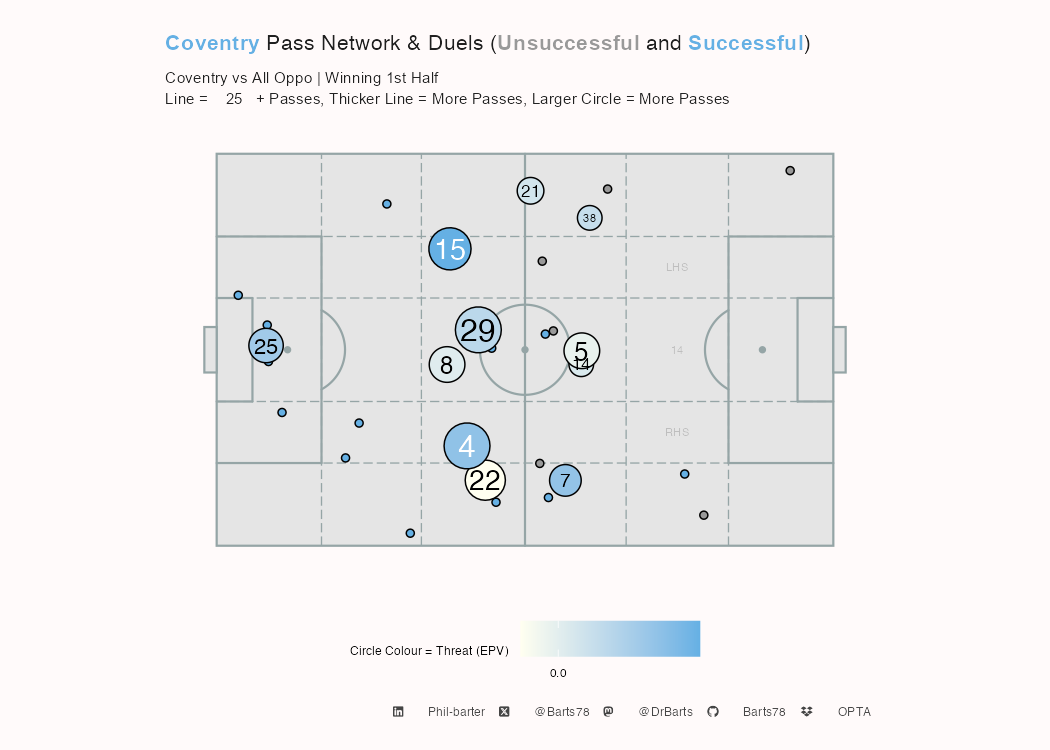 Coventry Pass Network & Duels (Unsuccessful and Successful)
Coventry vs All Oppo | Winning 1st Half
Line = 25 + Passes, Thicker Line = More Passes, Larger Circle = More Passes
21
38
15
LHS
29
25
8
5
14
14
4
RHS
22
7
Circle Colour = Threat (EPV)
0.0
Phil-barter @Barts78 @DrBarts Barts78 OPTA